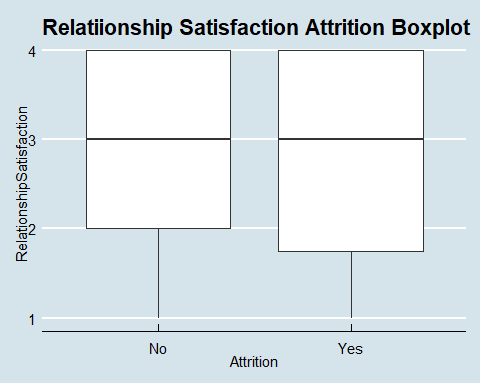 Relatiionship Satisfaction Attrition Boxplot
4
3
2
1
RelationshipSatisfaction
No Yes
Attrition